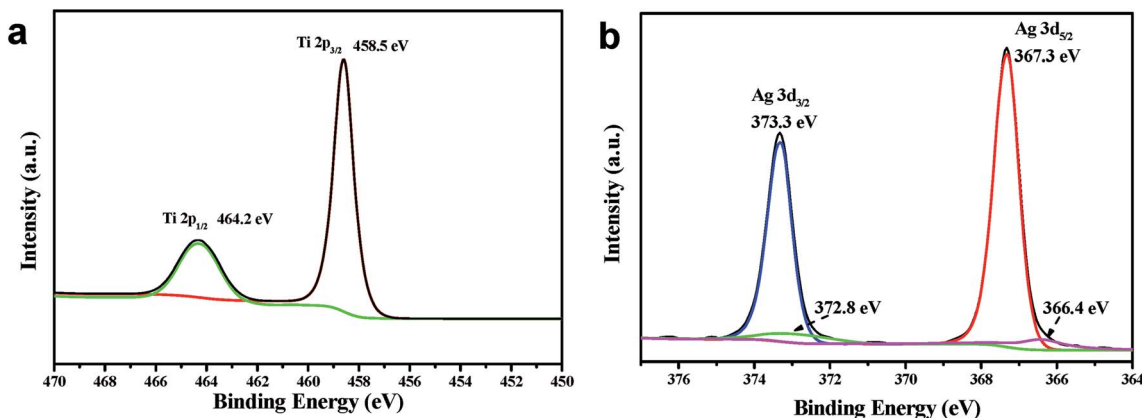 a
Ti 2p3/2 458.5 eV
Ti 2p1/2 464.2 eV
Intensity (a.u.)
470 468 466 464 462 460 458 456 454 452 450
Binding Energy (eV)
b
Ag 3d5/2
367.3 eV
Ag 3d3/2
373.3 eV
372.8 eV
366.4 eV
Intensity (a.u.)
376 374 372 370 368 366 364
Binding Energy (eV)